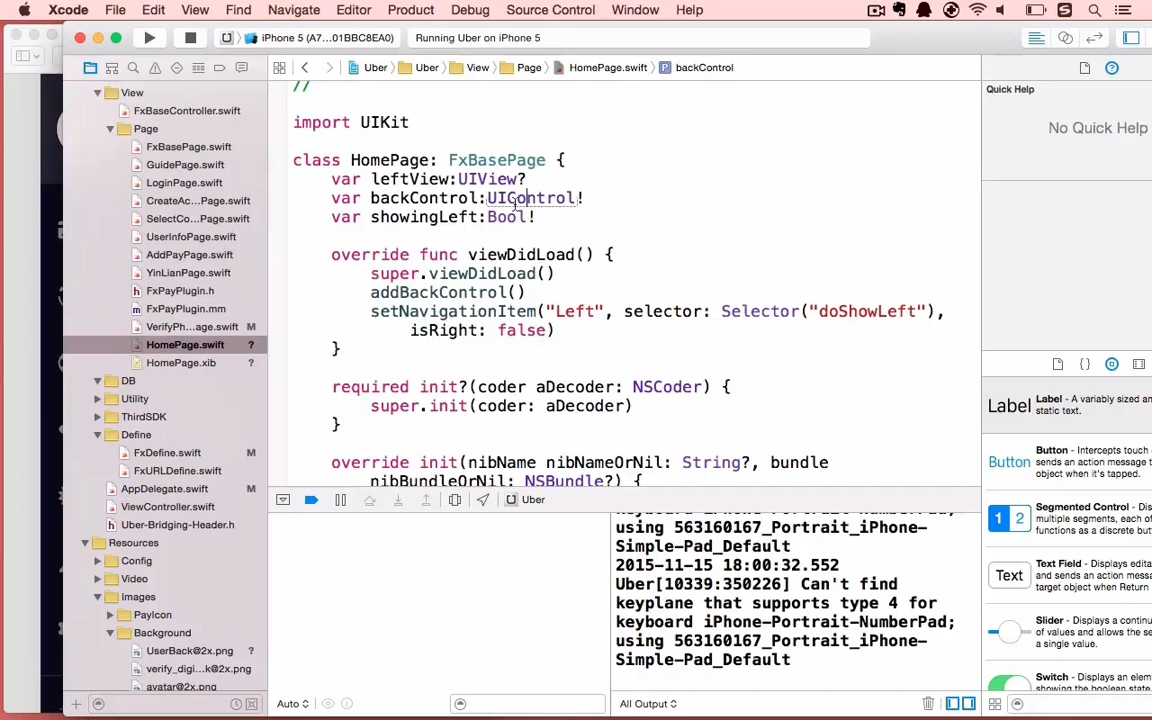 Xcode File Edit View Find Navigate Editor Product Debug Source Control Window Help
iPhone 5 (A7...01BBC8EA0) Running Uber on iPhone 5
Uber Uber View Page HomePage.swift backControl
View
FxBaseController.swift
Page
FxBasePage.swift
GuidePage.swift
LoginPage.swift
CreateAc...Page.swift
SelectCo...Page.swift
UserInfoPage.swift
AddPayPage.swift
YinLianPage.swift
FxPayPlugin.h
FxPayPlugin.mm
VerifyPh...age.swift M
HomePage.swift ?
HomePage.xib ?
DB
Utility
ThirdSDK
Define
FxDefine.swift M
FxURLDefine.swift
AppDelegate.swift M
ViewController.swift
Uber-Bridging-Header.h
Resources
Config
Video
Images
PayIcon
Background
UserBack@2x.png ?
verify_digi...k@2x.png
avatar@2x.png
//
import UIKit
class HomePage: FxBasePage {
var leftView:UIView?
var backControl:UIControl!
var showingLeft:Bool!
override func viewDidLoad() {
super.viewDidLoad()
addBackControl()
setNavigationItem("Left", selector: Selector("doShowLeft"),
isRight: false)
}
required init?(coder aDecoder: NSCoder) {
super.init(coder: aDecoder)
}
override init(nibName nibNameOrNil: String?, bundle
nibBundleOrNil: NSBundle?) {
Uber
keyboard iPhone-Portrait-NumberPad;
using 563160167_Portrait_iPhone-
Simple-Pad_Default
2015-11-15 18:00:32.552
Uber[10339:350226] Can't find
keyplane that supports type 4 for
keyboard iPhone-Portrait-NumberPad;
using 563160167_Portrait_iPhone-
Simple-Pad_Default
Auto
All Output
Quick Help
No Quick Help
Label
Label - A variably sized an
static text.
Button
Button - Intercepts touch
sends an action message t
object when it's tapped.
1 2
Segmented Control - Dis
multiple segments, each of
functions as a discrete but
Text
Text Field - Displays edita
and sends an action messa
target object when Return
Slider - Displays a continu
of values and allows the se
a single value.
Switch - Displays an elem
showing the boolean state